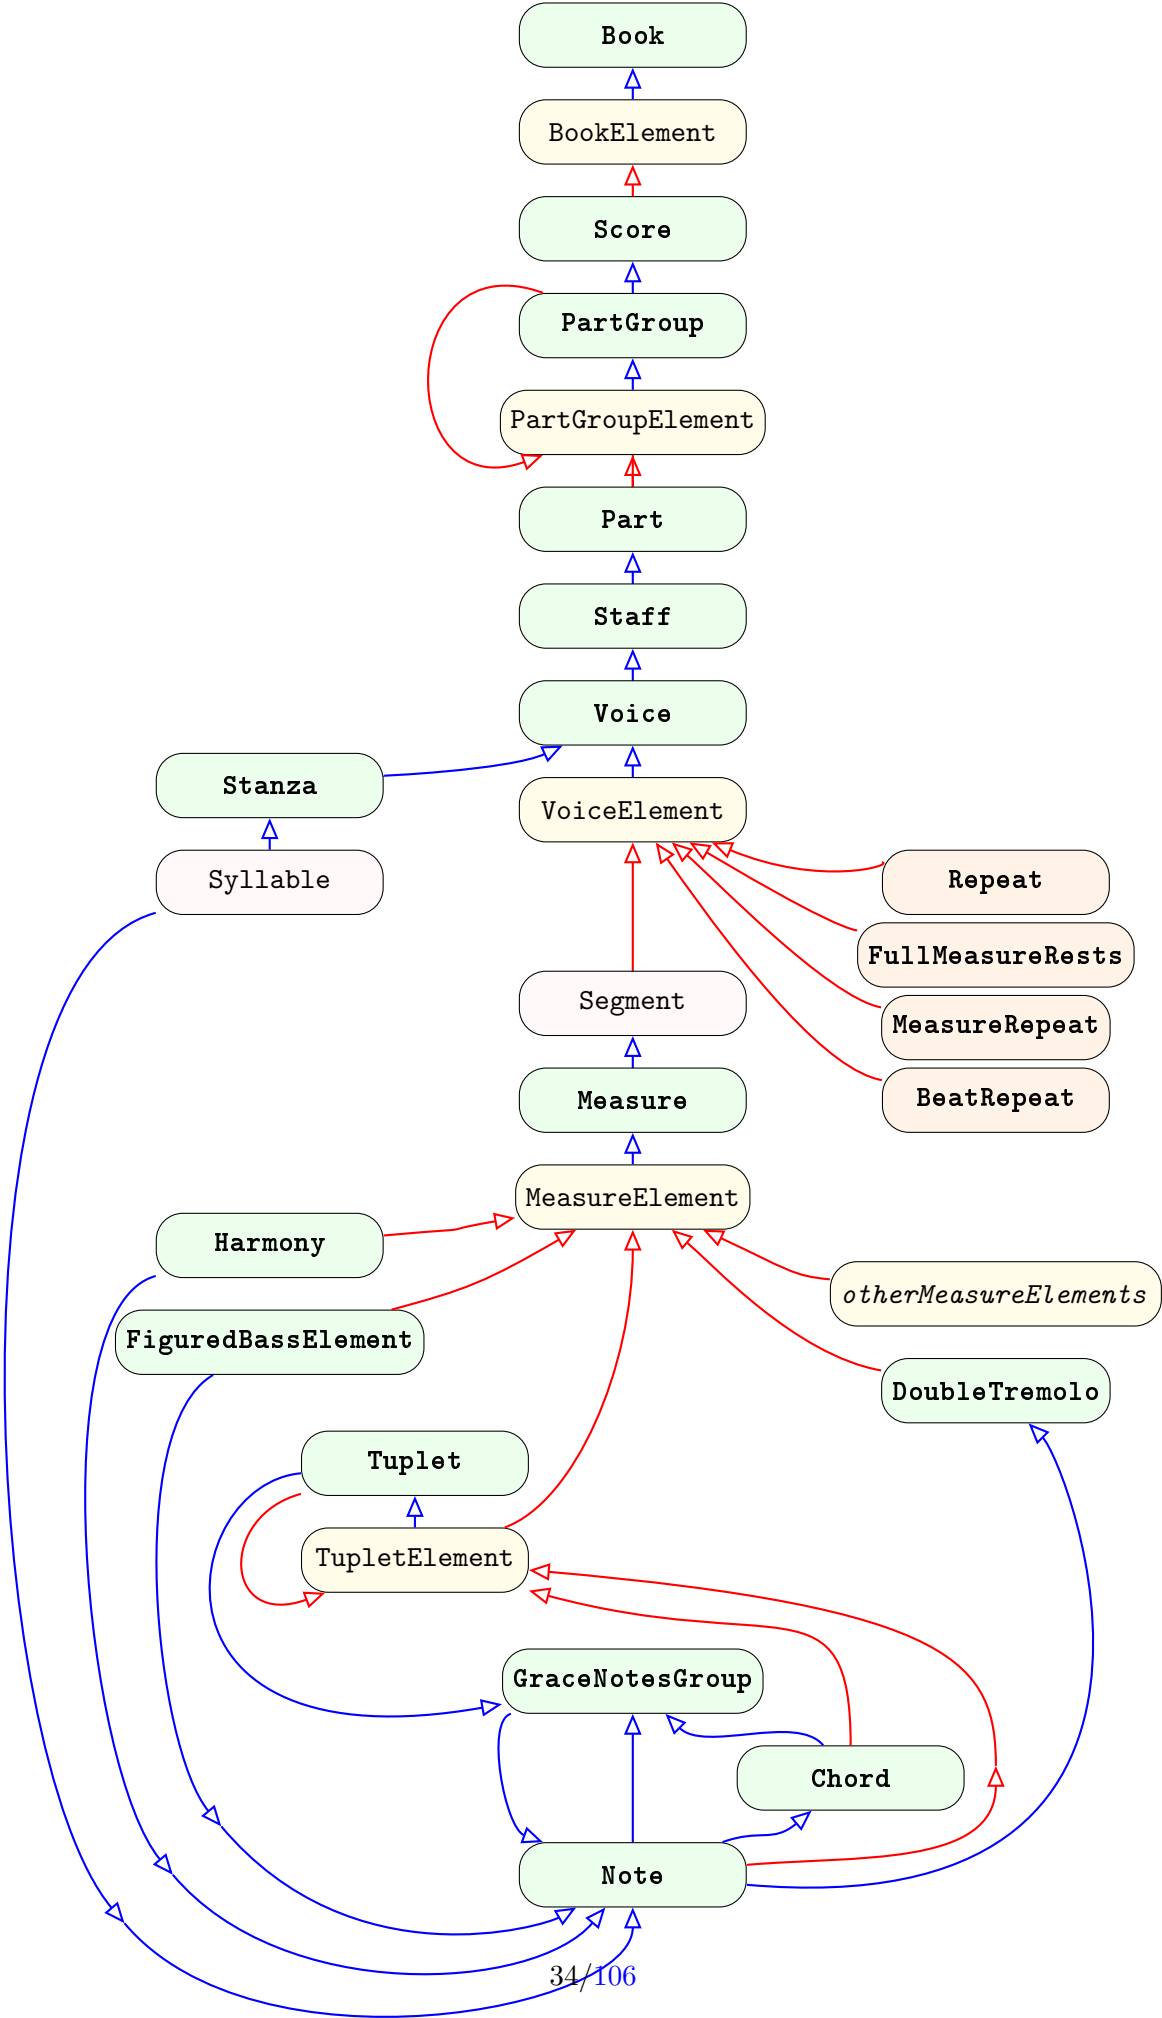 Book
BookElement
Score
PartGroup
PartGroupElement
Part
Staff
Voice
Stanza
VoiceElement
Syllable
Repeat
FullMeasureRests
Segment
MeasureRepeat
Measure
BeatRepeat
MeasureElement
Harmony
otherMeasureElements
FiguredBassElement
DoubleTremolo
Tuplet
TupletElement
GraceNotesGroup
Chord
Note
34/106